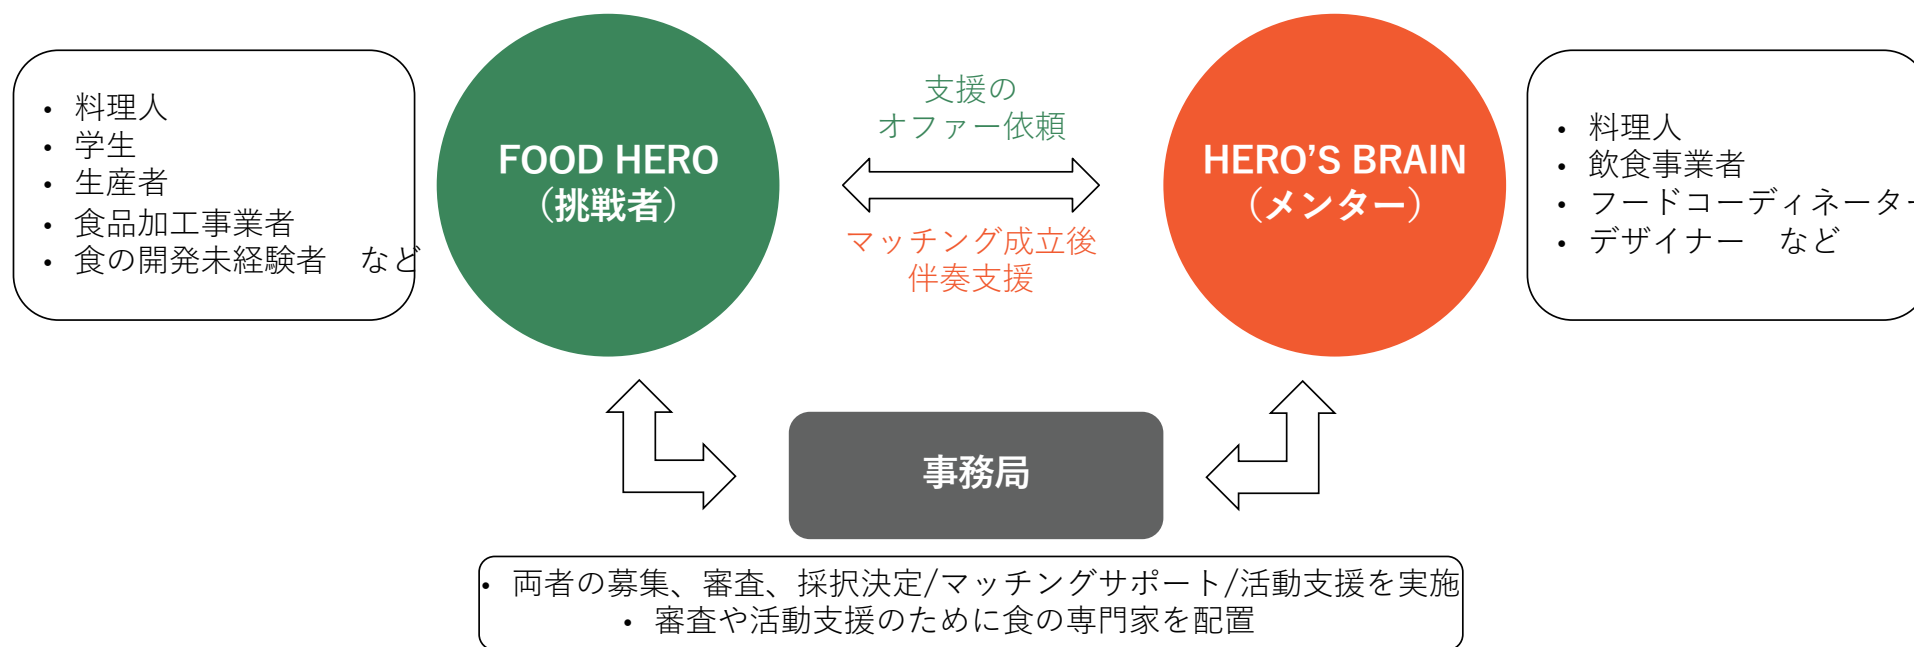 • 料理人
• 学生
• 生産者
• 食品加工事業者
• 食の開発未経験者　など
FOOD HERO
（挑戦者）
支援の
オファー依頼
マッチング成立後
伴奏支援
HERO’S BRAIN
（メンター）
• 料理人
• 飲食事業者
• フードコーディネーター
• デザイナー　など
事務局
• 両者の募集、審査、採択決定/マッチングサポート/活動支援を実施
• 審査や活動支援のために食の専門家を配置